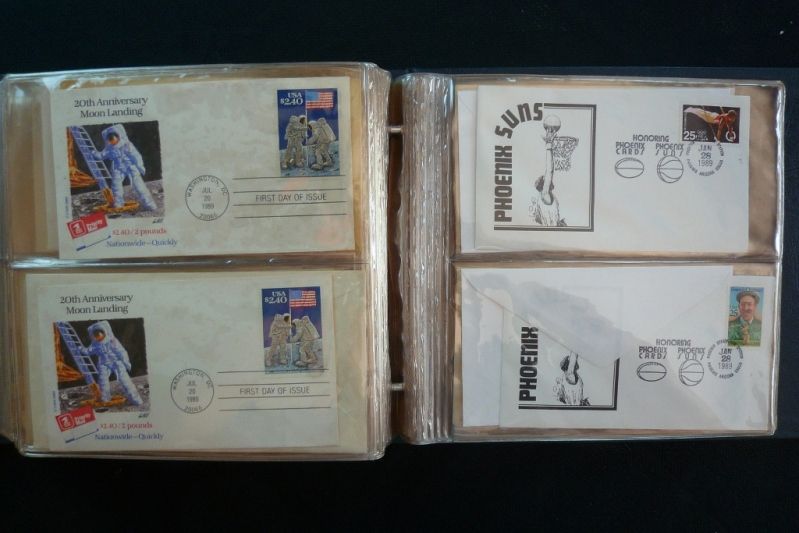 20th Anniversary
Moon Landing
USA
$2.40
WASHINGTON, DC
JUL
20
1989
20066
FIRST DAY OF ISSUE
$2.40/2 pounds
Nationwide—Quickly
20th Anniversary
Moon Landing
USA
$2.40
WASHINGTON, DC
JUL
20
1989
20066
FIRST DAY OF ISSUE
$2.40/2 pounds
Nationwide—Quickly
PHOENIX SUNS
HONORING
PHOENIX PHOENIX
CARDS SUNS
25
USA
JAN
28
1989
PHOENIX
HONORING
PHOENIX PHOENIX
CARDS SUNS
25
JAN
28
1989